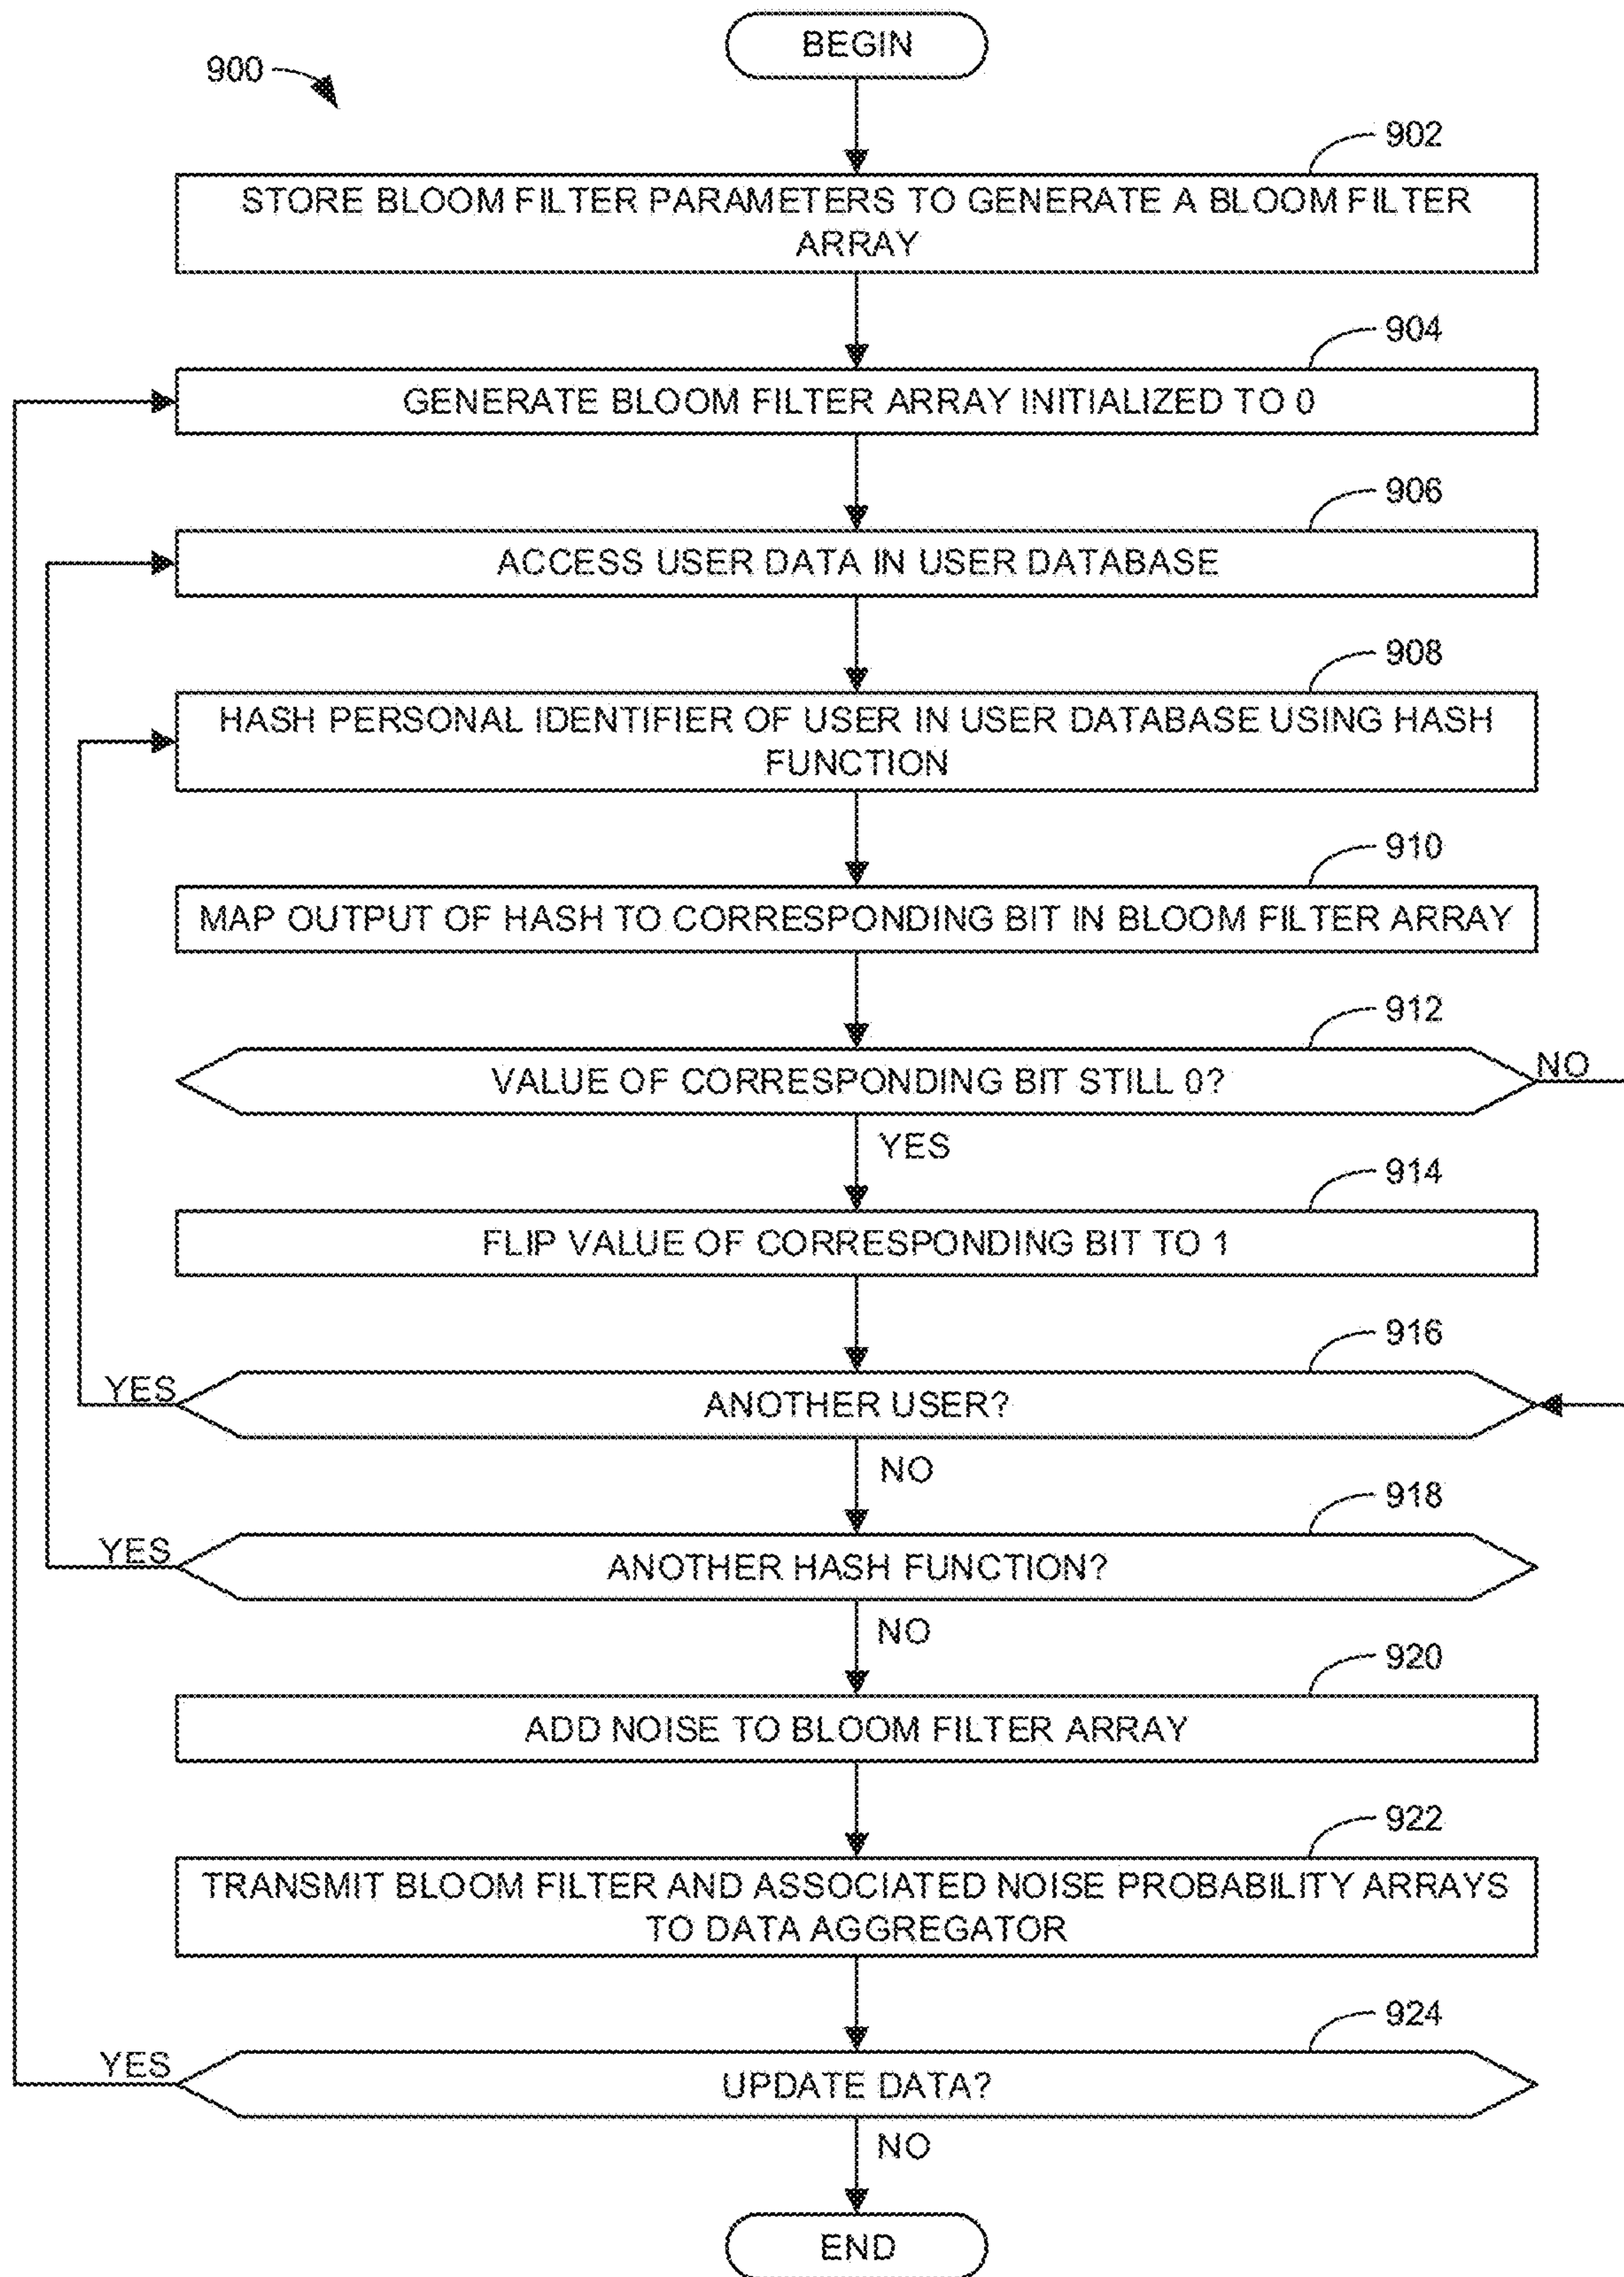 BEGIN
900
902
STORE BLOOM FILTER PARAMETERS TO GENERATE A BLOOM FILTER
ARRAY
904
GENERATE BLOOM FILTER ARRAY INITIALIZED TO 0
906
ACCESS USER DATA IN USER DATABASE
908
HASH PERSONAL IDENTIFIER OF USER IN USER DATABASE USING HASH
FUNCTION
910
MAP OUTPUT OF HASH TO CORRESPONDING BIT IN BLOOM FILTER ARRAY
912
VALUE OF CORRESPONDING BIT STILL 0?
NO
YES
914
FLIP VALUE OF CORRESPONDING BIT TO 1
916
YES
ANOTHER USER?
NO
918
YES
ANOTHER HASH FUNCTION?
NO
920
ADD NOISE TO BLOOM FILTER ARRAY
922
TRANSMIT BLOOM FILTER AND ASSOCIATED NOISE PROBABILITY ARRAYS
TO DATA AGGREGATOR
924
YES
UPDATE DATA?
NO
END